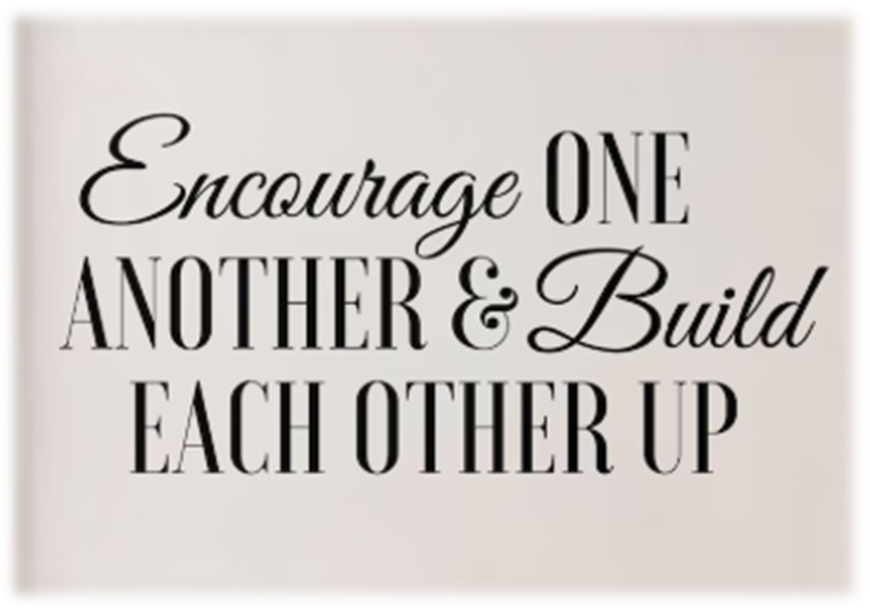 Encourage ONE
ANOTHER & Build
EACH OTHER UP